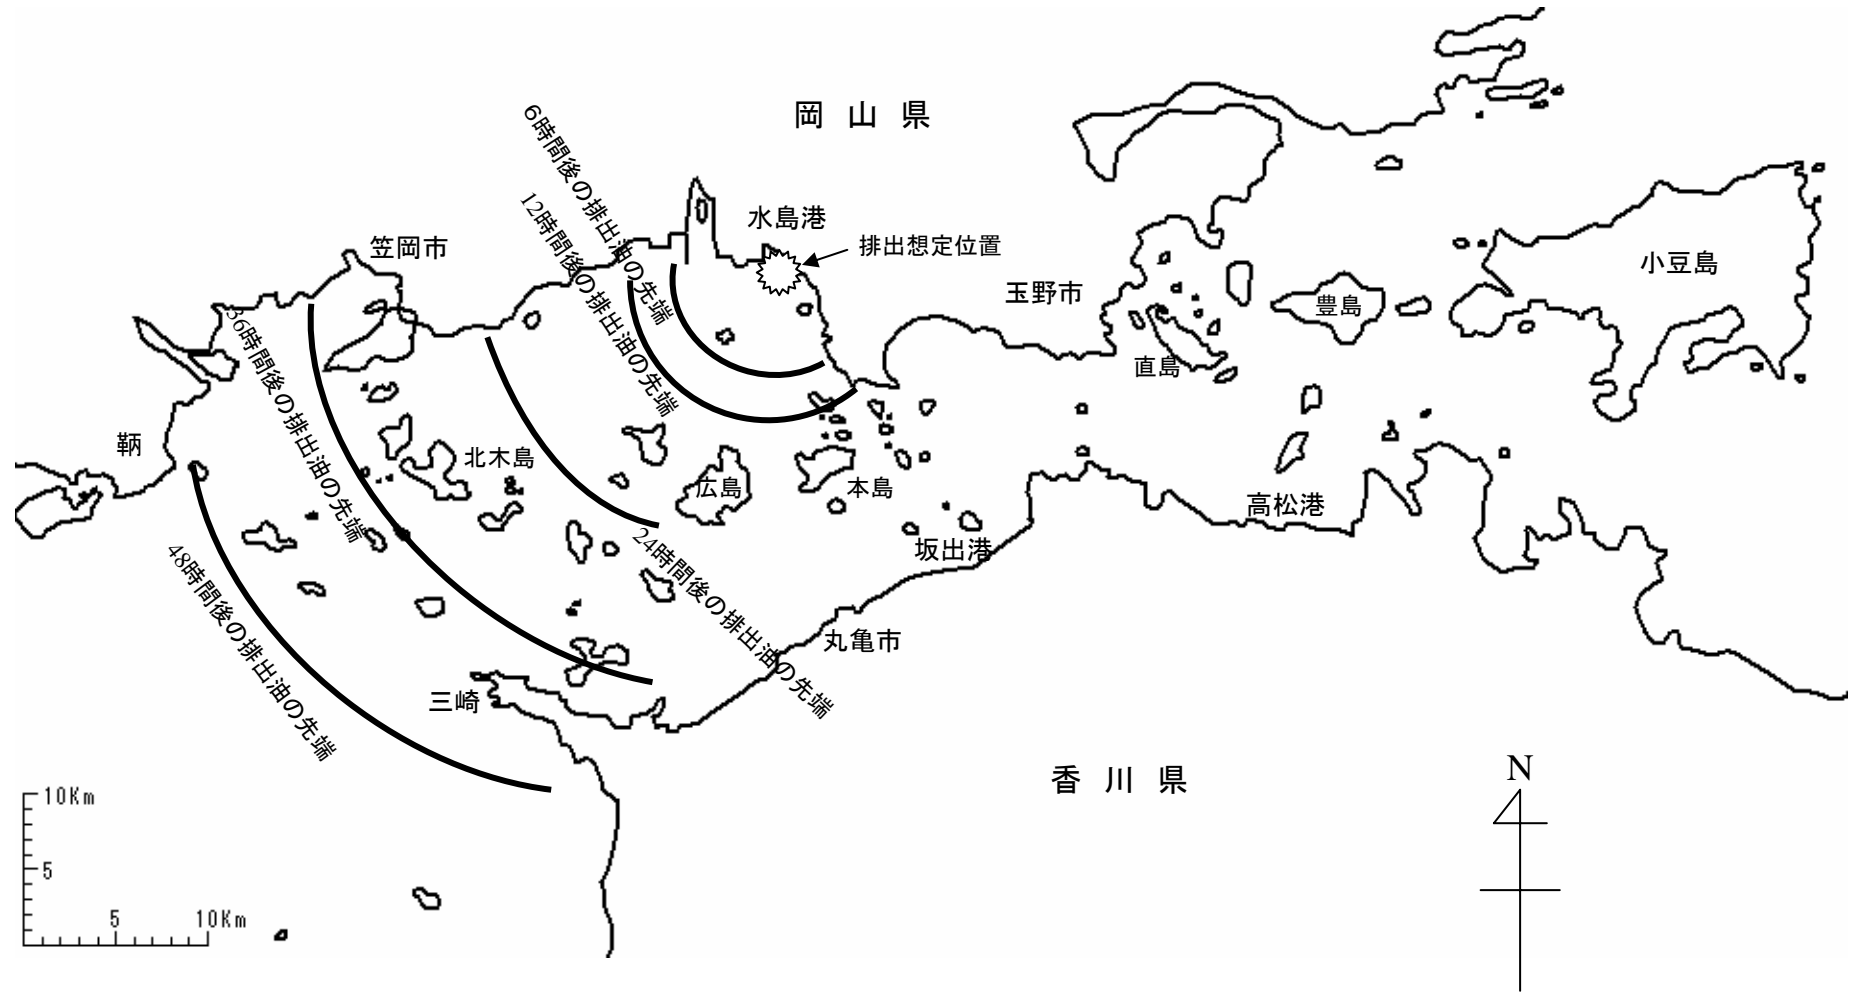 岡山県
6時間後の排出油の先端
12時間後の排出油の先端
水島港
排出想定位置
笠岡市
玉野市
小豆島
豊島
直島
36時間後の排出油の先端
鞆
北木島
広島
本島
高松港
坂出港
24時間後の排出油の先端
48時間後の排出油の先端
丸亀市
三崎
香川県
N
10Km
5
5
10Km